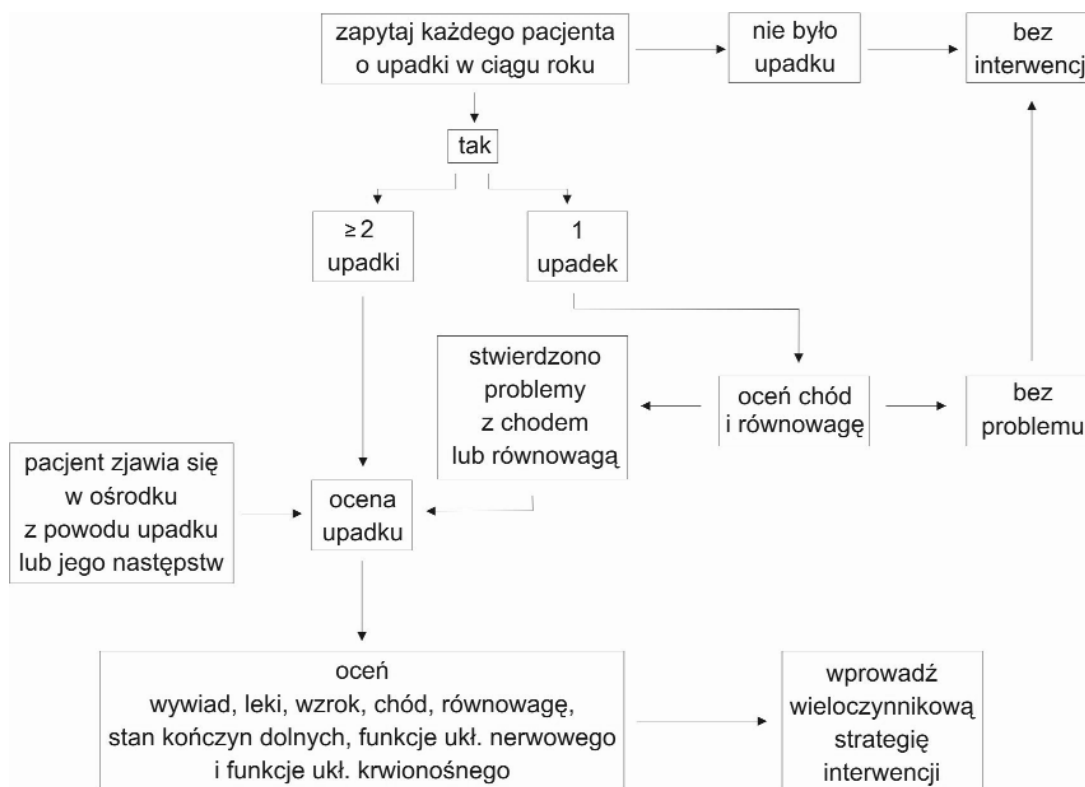 zapytaj każdego pacjenta
o upadki w ciągu roku
nie było
upadku
bez
interwencj
tak
≥ 2
upadki
1
upadek
stwierdzono
problemy
z chodem
lub równowagą
oceń chód
i równowagę
bez
problemu
pacjent zjawia się
w ośrodku
z powodu upadku
lub jego następstw
ocena
upadku
oceń
wywiad, leki, wzrok, chód, równowagę,
stan kończyn dolnych, funkcje ukł. nerwowego
i funkcje ukł. krwionośnego
wprowadź
wieloczynnikową
strategię
interwencji